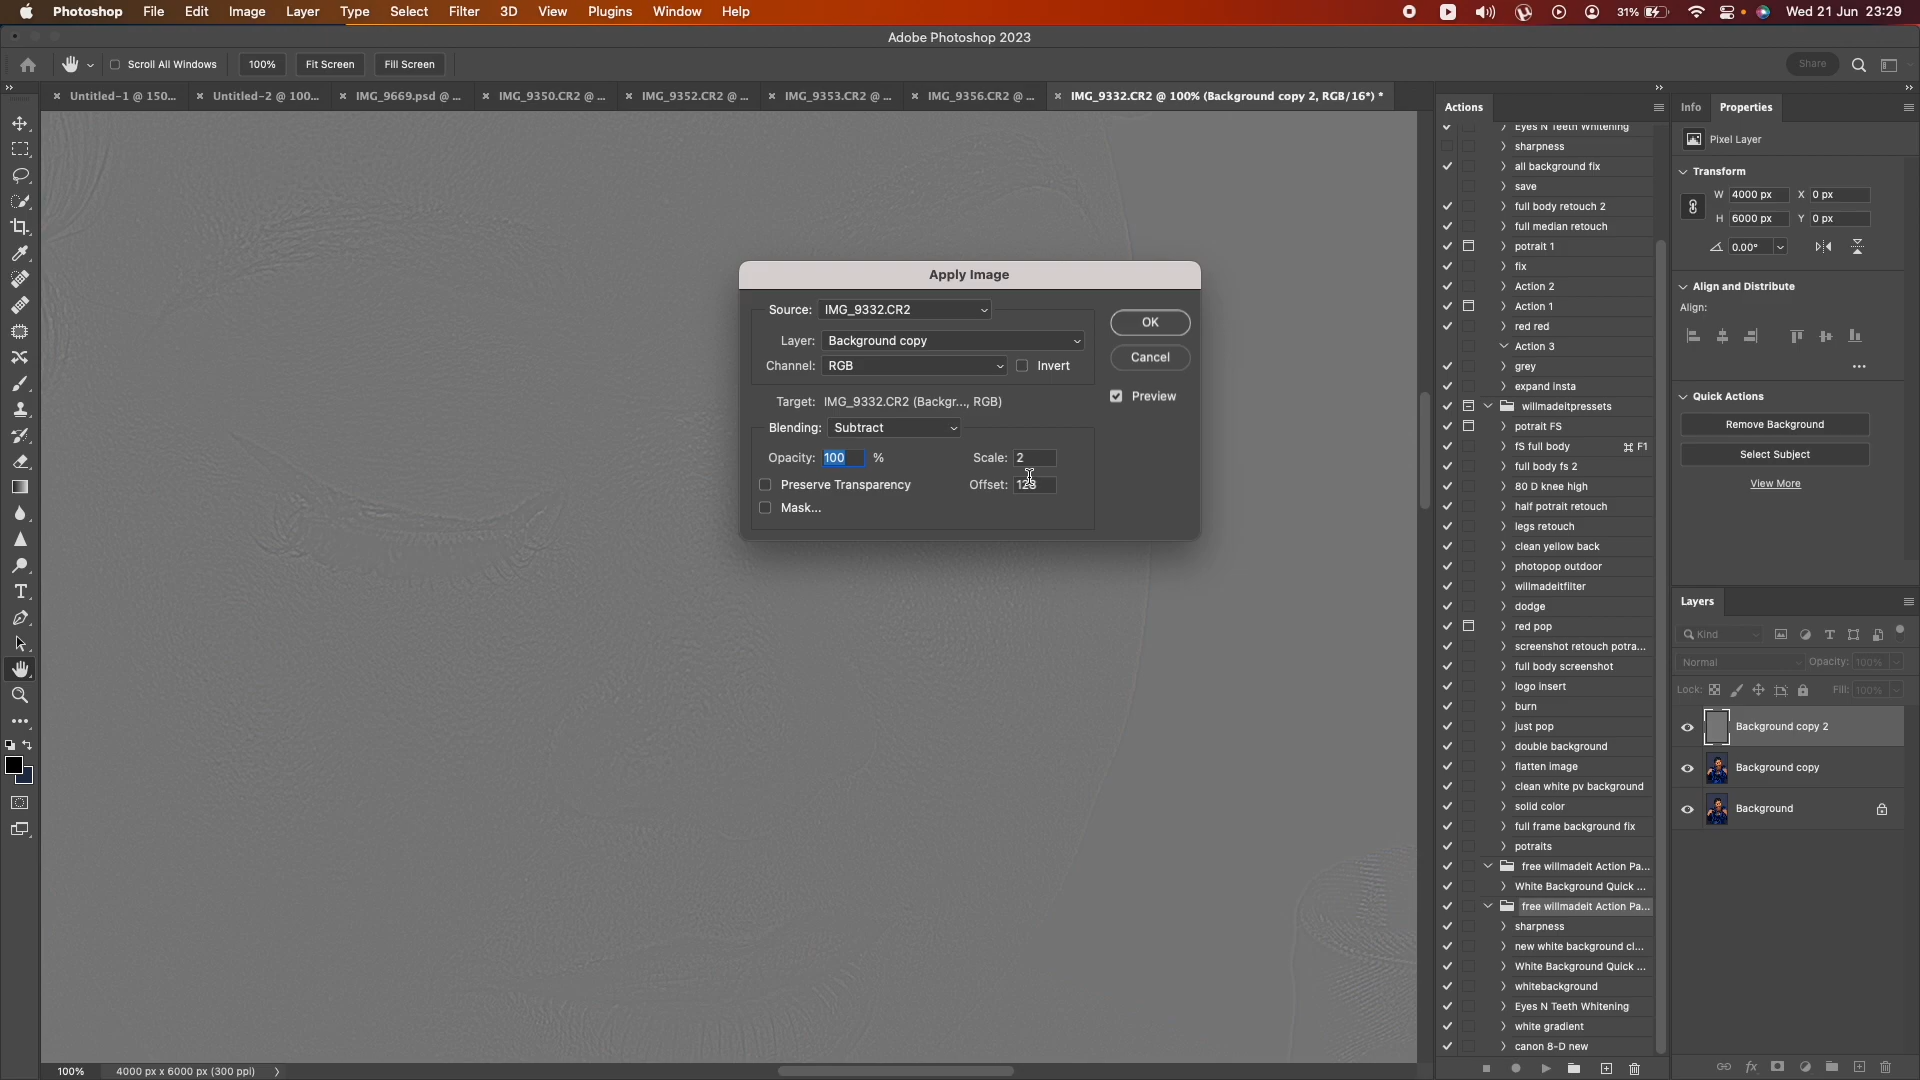 Photoshop File Edit Image Layer Type Select Filter 3D View Plugins Window Help 31% Wed 21 Jun 23:29
Adobe Photoshop 2023
Scroll All Windows 100% Fit Screen Fill Screen Share
Untitled-1 @ 150... Untitled-2 @ 100... IMG_9669.psd @ ... IMG_9350.CR2 @ ... IMG_9352.CR2 @ ... IMG_9353.CR2 @ ... IMG_9356.CR2 @ ... IMG_9332.CR2 @ 100% (Background copy 2, RGB/16*) *
Apply Image
Source: IMG_9332.CR2
Layer: Background copy
Channel: RGB Invert
Target: IMG_9332.CR2 (Backgr..., RGB)
Blending: Subtract
Opacity: 100 % Scale: 2
Preserve Transparency Offset:
Mask...
OK
Cancel
Preview
Actions
Eyes N Teeth Whitening
sharpness
all background fix
save
full body retouch 2
full median retouch
potrait 1
fix
Action 2
Action 1
red red
Action 3
grey
expand insta
willmadeitpressets
potrait FS
fS full body ⌘ F1
full body fs 2
80 D knee high
half potrait retouch
legs retouch
clean yellow back
photopop outdoor
willmadeitfilter
dodge
red pop
screenshot retouch potra...
full body screenshot
logo insert
burn
just pop
double background
flatten image
clean white pv background
solid color
full frame background fix
potraits
free willmadeit Action Pa...
White Background Quick ...
free willmadeit Action Pa...
sharpness
new white background cl...
White Background Quick ...
whitebackground
Eyes N Teeth Whitening
white gradient
canon 8-D new
Info Properties
Pixel Layer
Transform
W 4000 px X 0 px
H 6000 px Y 0 px
0.00°
Align and Distribute
Align:
Quick Actions
Remove Background
Select Subject
View More
Layers
Kind
Normal Opacity: 100%
Lock: Fill: 100%
Background copy 2
Background copy
Background
100% 4000 px x 6000 px (300 ppi)